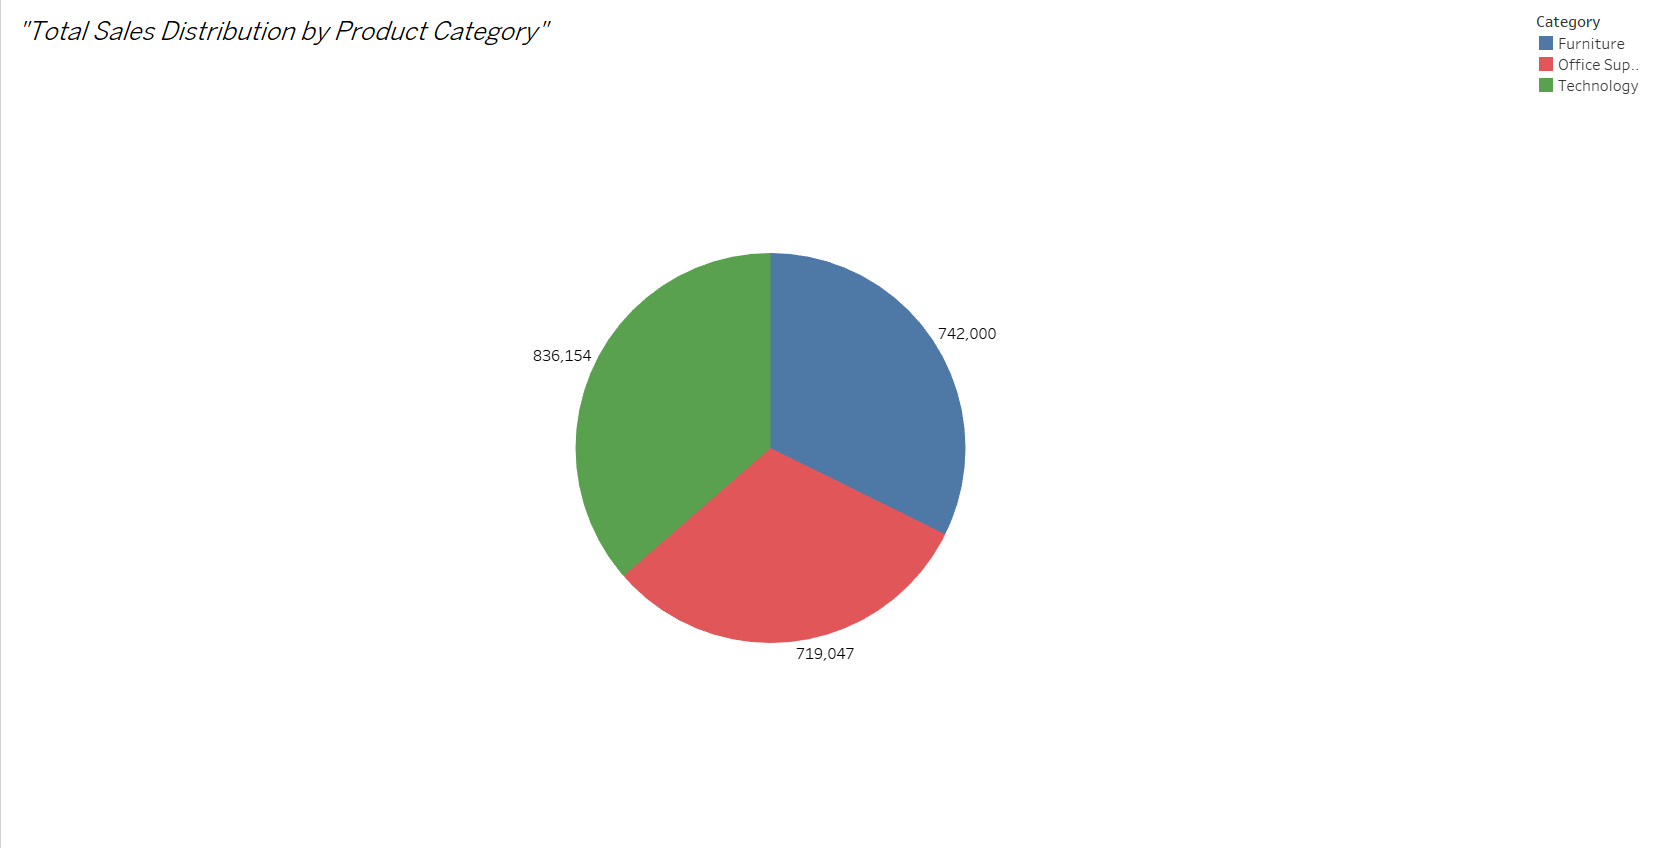 "Total Sales Distribution by Product Category"
Category
Furniture
Office Sup..
Technology
742,000
836,154
719,047